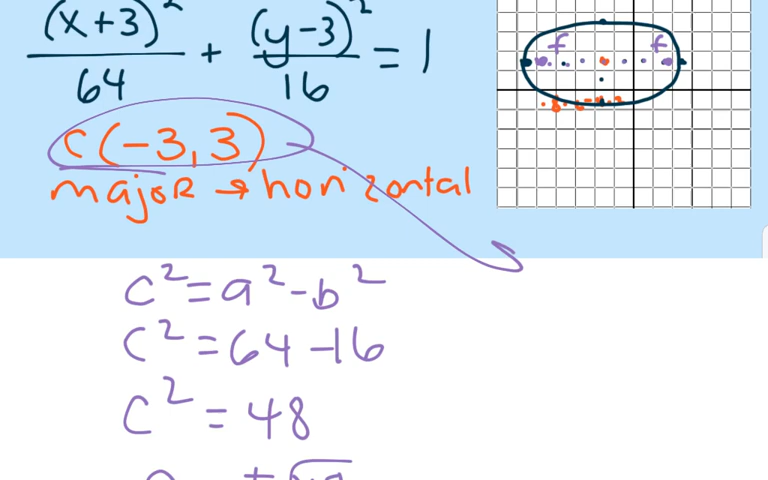 (x+3)² / 64 + (y-3)² / 16 = 1
f f
C(-3,3)
major → horizontal
c² = a² - b²
c² = 64 - 16
c² = 48